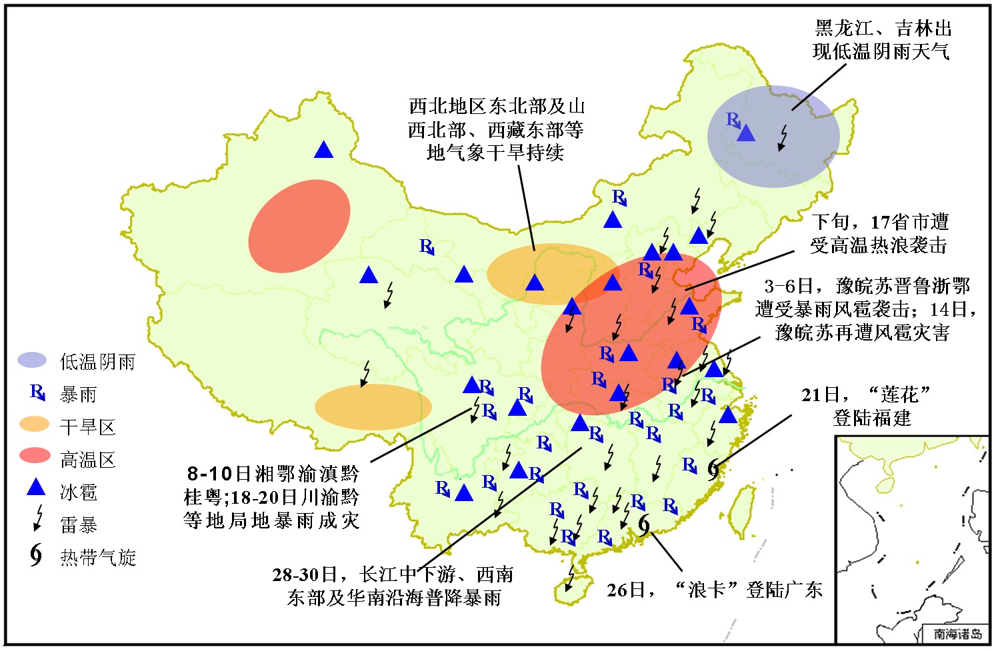 黑龙江、吉林出
现低温阴雨天气
西北地区东北部及山
西北部、西藏东部等
地气象干旱持续
下旬，17省市遭
受高温热浪袭击
3-6日，豫皖苏晋鲁浙鄂
遭受暴雨风雹袭击；14日，
豫皖苏再遭风雹灾害
21日，“莲花”
登陆福建
8-10日湘鄂渝滇黔
桂粤;18-20日川渝黔
等地局地暴雨成灾
28-30日，长江中下游、西南
东部及华南沿海普降暴雨
26日，“浪卡”登陆广东
低温阴雨
暴雨
干旱区
高温区
冰雹
雷暴
热带气旋
南海诸岛